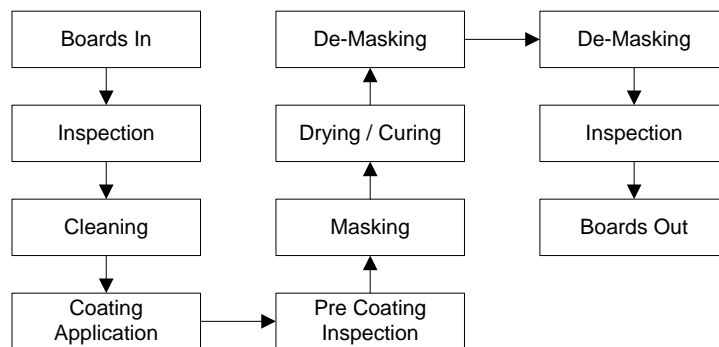 Boards In
Inspection
Cleaning
Coating
Application
Pre Coating
Inspection
Masking
Drying / Curing
De-Masking
De-Masking
Inspection
Boards Out